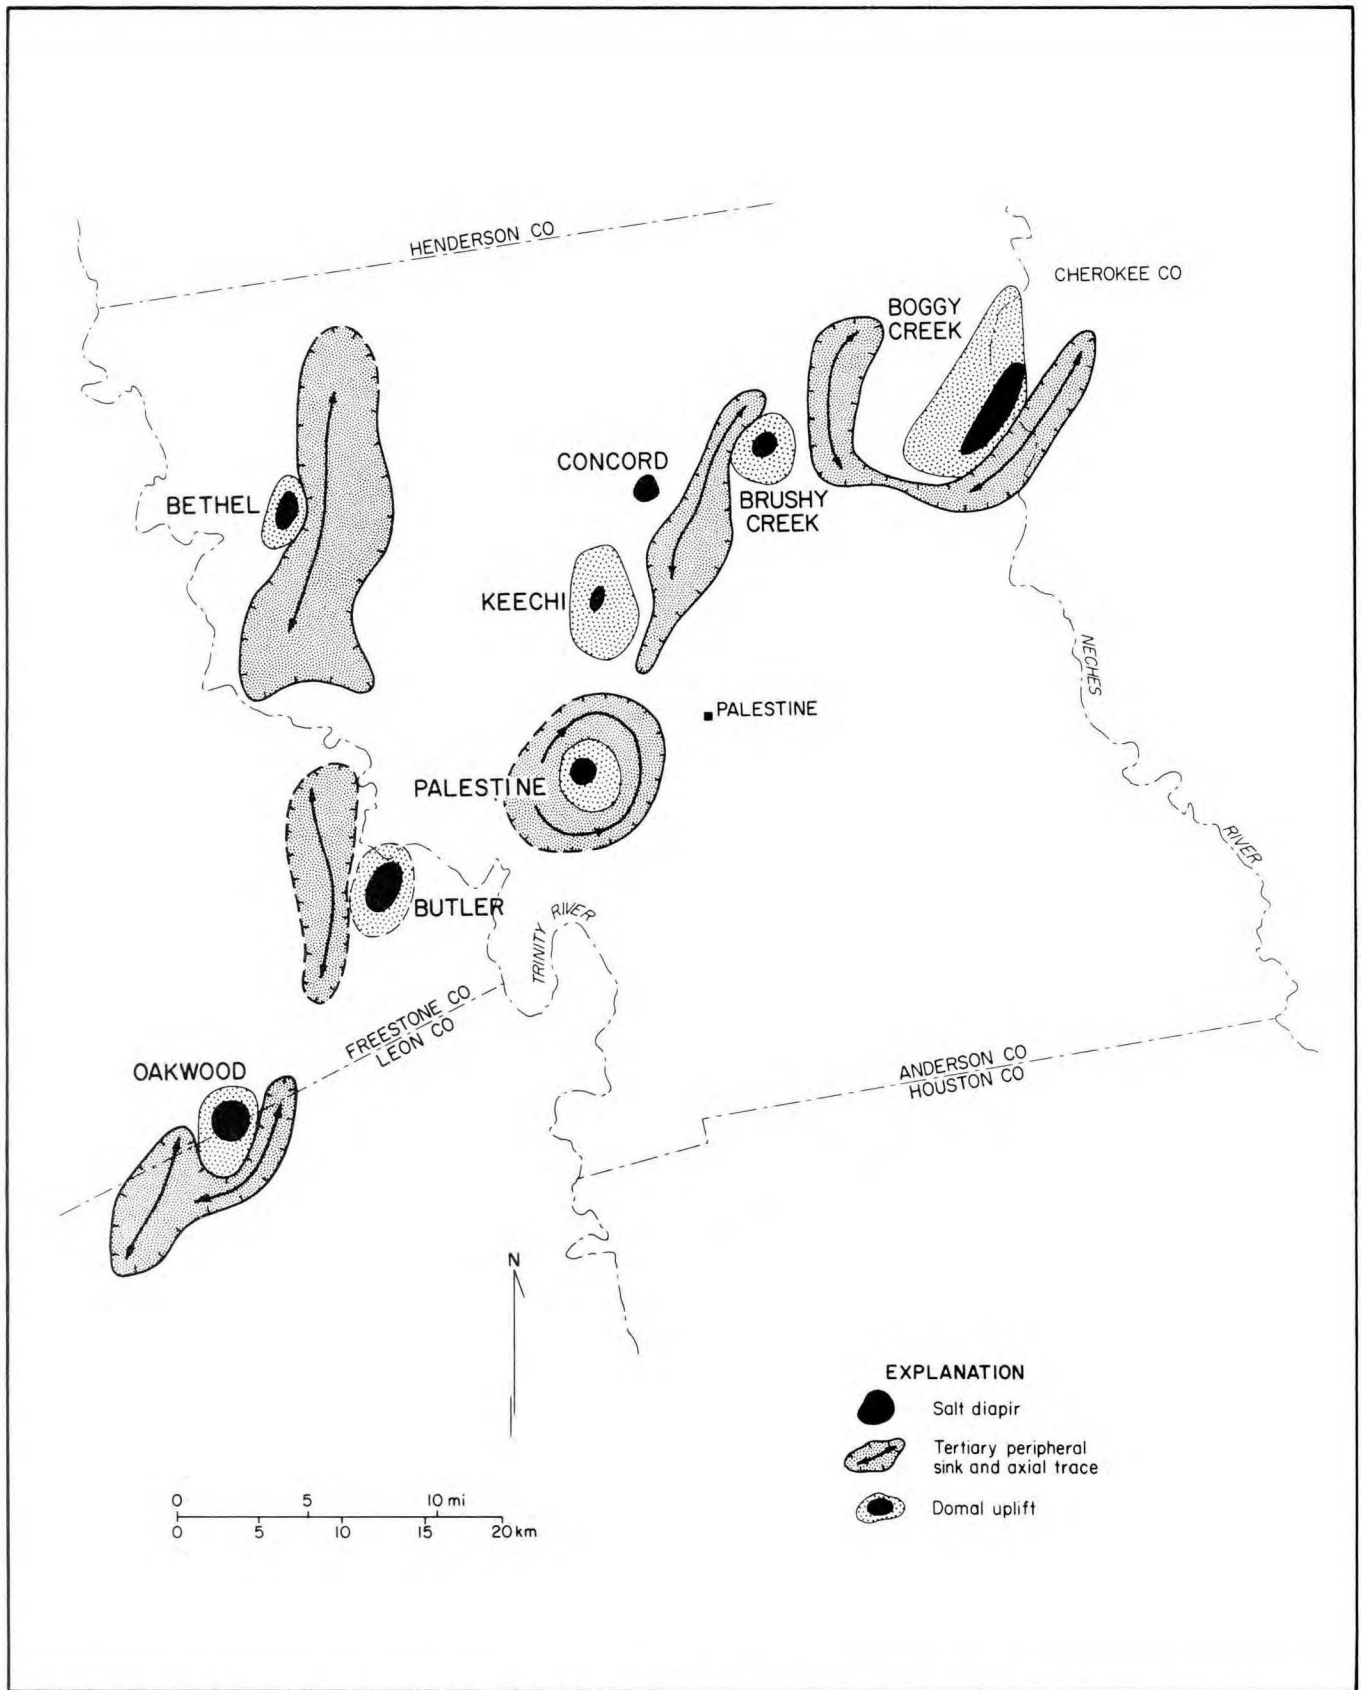 HENDERSON CO
CHEROKEE CO
BOGGY
CREEK
CONCORD
BETHEL
BRUSHY
CREEK
KEECHI
NECHES
PALESTINE
PALESTINE
RIVER
BUTLER
TRINITY RIVER
FREESTONE CO
LEON CO
ANDERSON CO
HOUSTON CO
OAKWOOD
N
EXPLANATION
Salt diapir
Tertiary peripheral
sink and axial trace
Domal uplift
0 5 10 mi
0 5 10 15 20 km